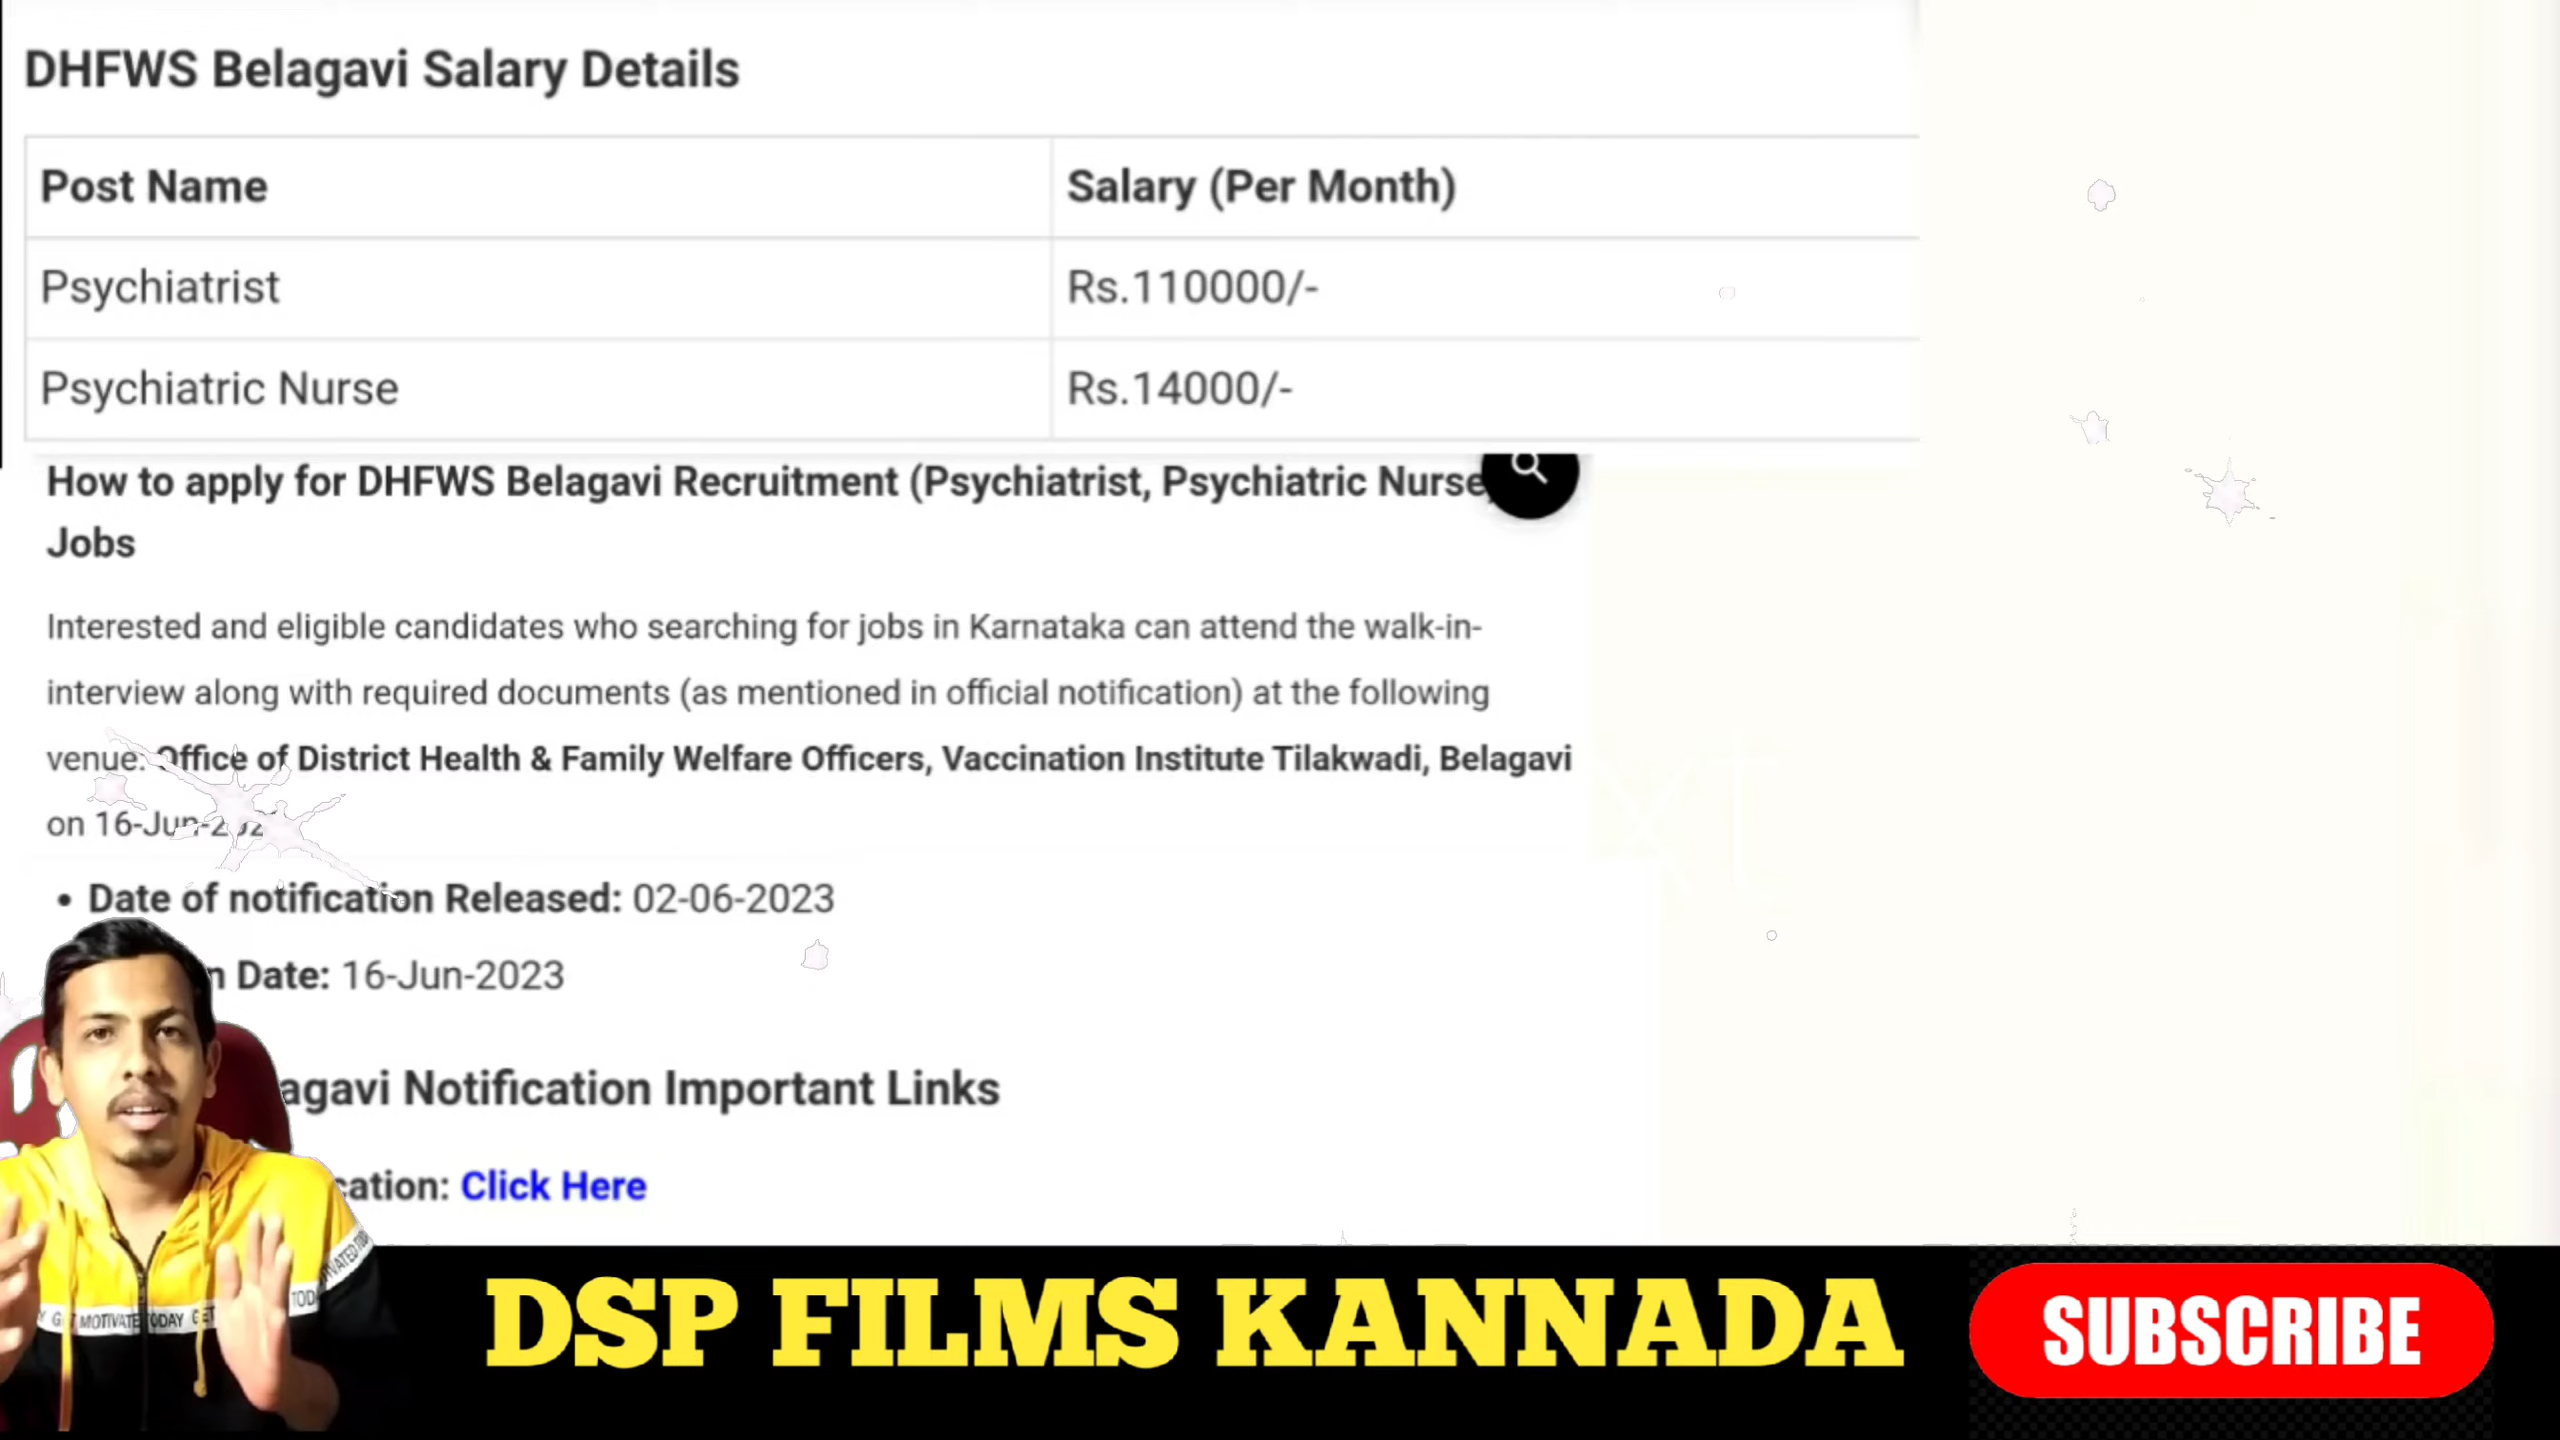 DHFWS Belagavi Salary Details
Post Name Salary (Per Month)
Psychiatrist Rs.110000/-
Psychiatric Nurse Rs.14000/-
How to apply for DHFWS Belagavi Recruitment (Psychiatrist, Psychiatric Nurse
Jobs
Interested and eligible candidates who searching for jobs in Karnataka can attend the walk-in-
interview along with required documents (as mentioned in official notification) at the following
venue: Office of District Health & Family Welfare Officers, Vaccination Institute Tilakwadi, Belagavi
on 16-Jun-
• Date of notification Released: 02-06-2023
Date: 16-Jun-2023
agavi Notification Important Links
cation: Click Here
MOTIVATE TODAY GET
DSP FILMS KANNADA
SUBSCRIBE